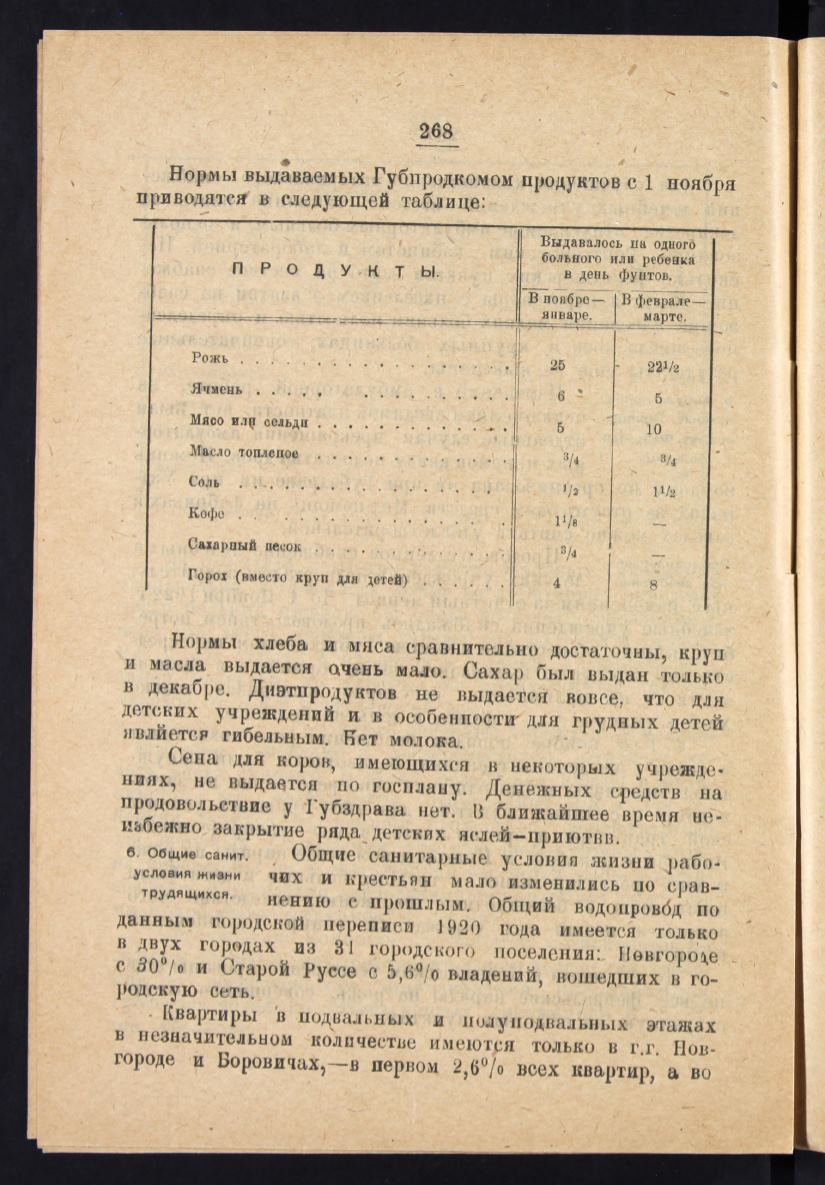 268
Нормы выдаваемых Губпродкомом продуктов с 1 ноября
приводятся в следующей таблице:
ПРОДУКТЫ.
Выдавалось на одного
больного или ребенка
в день фунтов.
В ноябре— В феврале—
январе. марте.
Рожь . . . . . . . . . . . . . . . 25 22 1/2
Ячмень . . . . . . . . . . . . . 6 5
Мясо или сельди . . . . . . . . . . . 5 10
Масло топленое . . . . . . . . . . . 3/4 3/4
Соль . . . . . . . . . . . . . . 1/2 1 1/2
Кофе . . . . . . . . . . . . . . 1 1/8 —
Сахарный песок . . . . . . . . . . . 3/4 —
Горох (вместо круп для детей) . . . . . . 4 8
Нормы хлеба и мяса сравнительно достаточны, круп
и масла выдается очень мало. Сахар был выдан только
в декабре. Диэтпродуктов не выдается вовсе, что для
детских учреждений и в особенности для грудных детей
является гибельным. Нет молока.
Сена для коров, имеющихся в некоторых учрежде-
ниях, не выдается по госплану. Денежных средств на
продовольствие у Губздрава нет. В ближайшее время не-
избежно закрытие ряда детских яслей—приютвв.
6. Общие санит.
условия жизни
трудящихся.
Общие санитарные условия жизни рабо-
чих и крестьян мало изменились по срав-
нению с прошлым. Общий водопровод по
данным городской переписи 1920 года имеется только
в двух городах из 31 городского поселения: Новгороде
с 30% и Старой Руссе с 5,6% владений, вошедших в го-
родскую сеть.
Квартиры в подвальных и полуподвальных этажах
в незначительном количестве имеются только в г.г. Нов-
городе и Боровичах,—в первом 2,6% всех квартир, а во